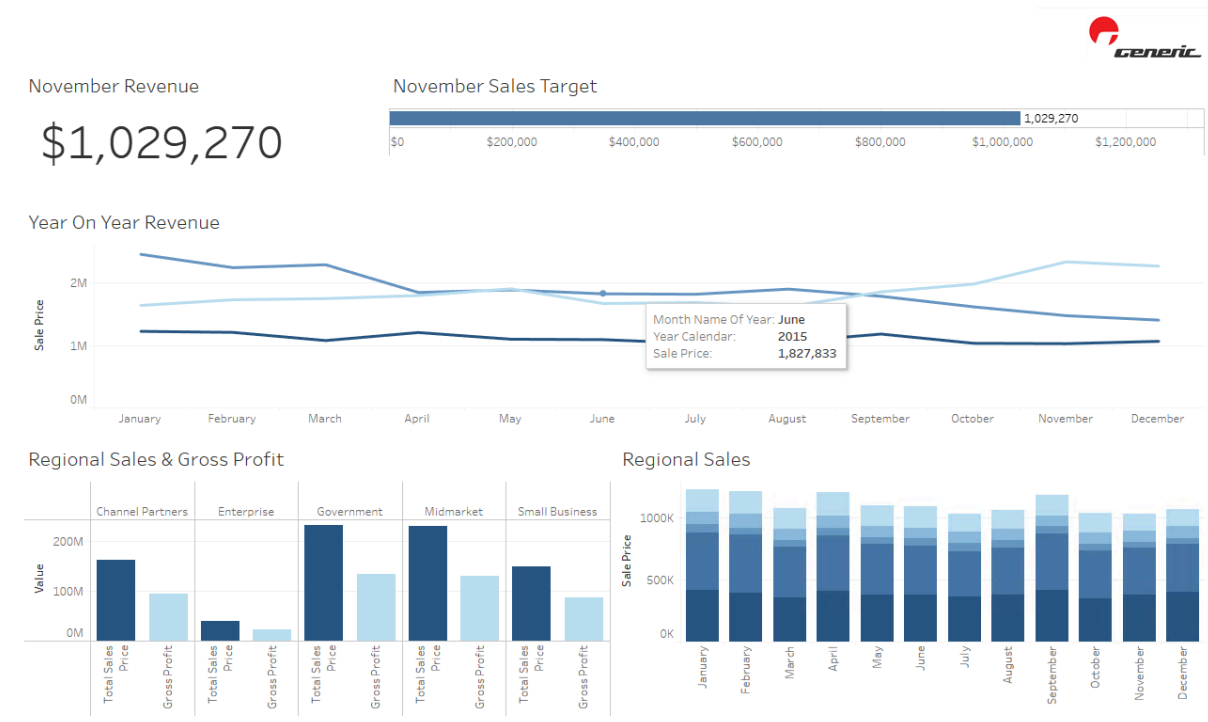 Generic
November Revenue
November Sales Target
$1,029,270
1,029,270
$0 $200,000 $400,000 $600,000 $800,000 $1,000,000 $1,200,000
Year On Year Revenue
Sale Price
2M
1M
0M
Month Name Of Year: June
Year Calendar: 2015
Sale Price: 1,827,833
January February March April May June July August September October November December
Regional Sales & Gross Profit
Channel Partners Enterprise Government Midmarket Small Business
Value
200M
100M
0M
Total Sales
Price
Gross Profit
Total Sales
Price
Gross Profit
Total Sales
Price
Gross Profit
Total Sales
Price
Gross Profit
Total Sales
Price
Gross Profit
Regional Sales
Sale Price
1000K
500K
0K
January February March April May June July August September October November December